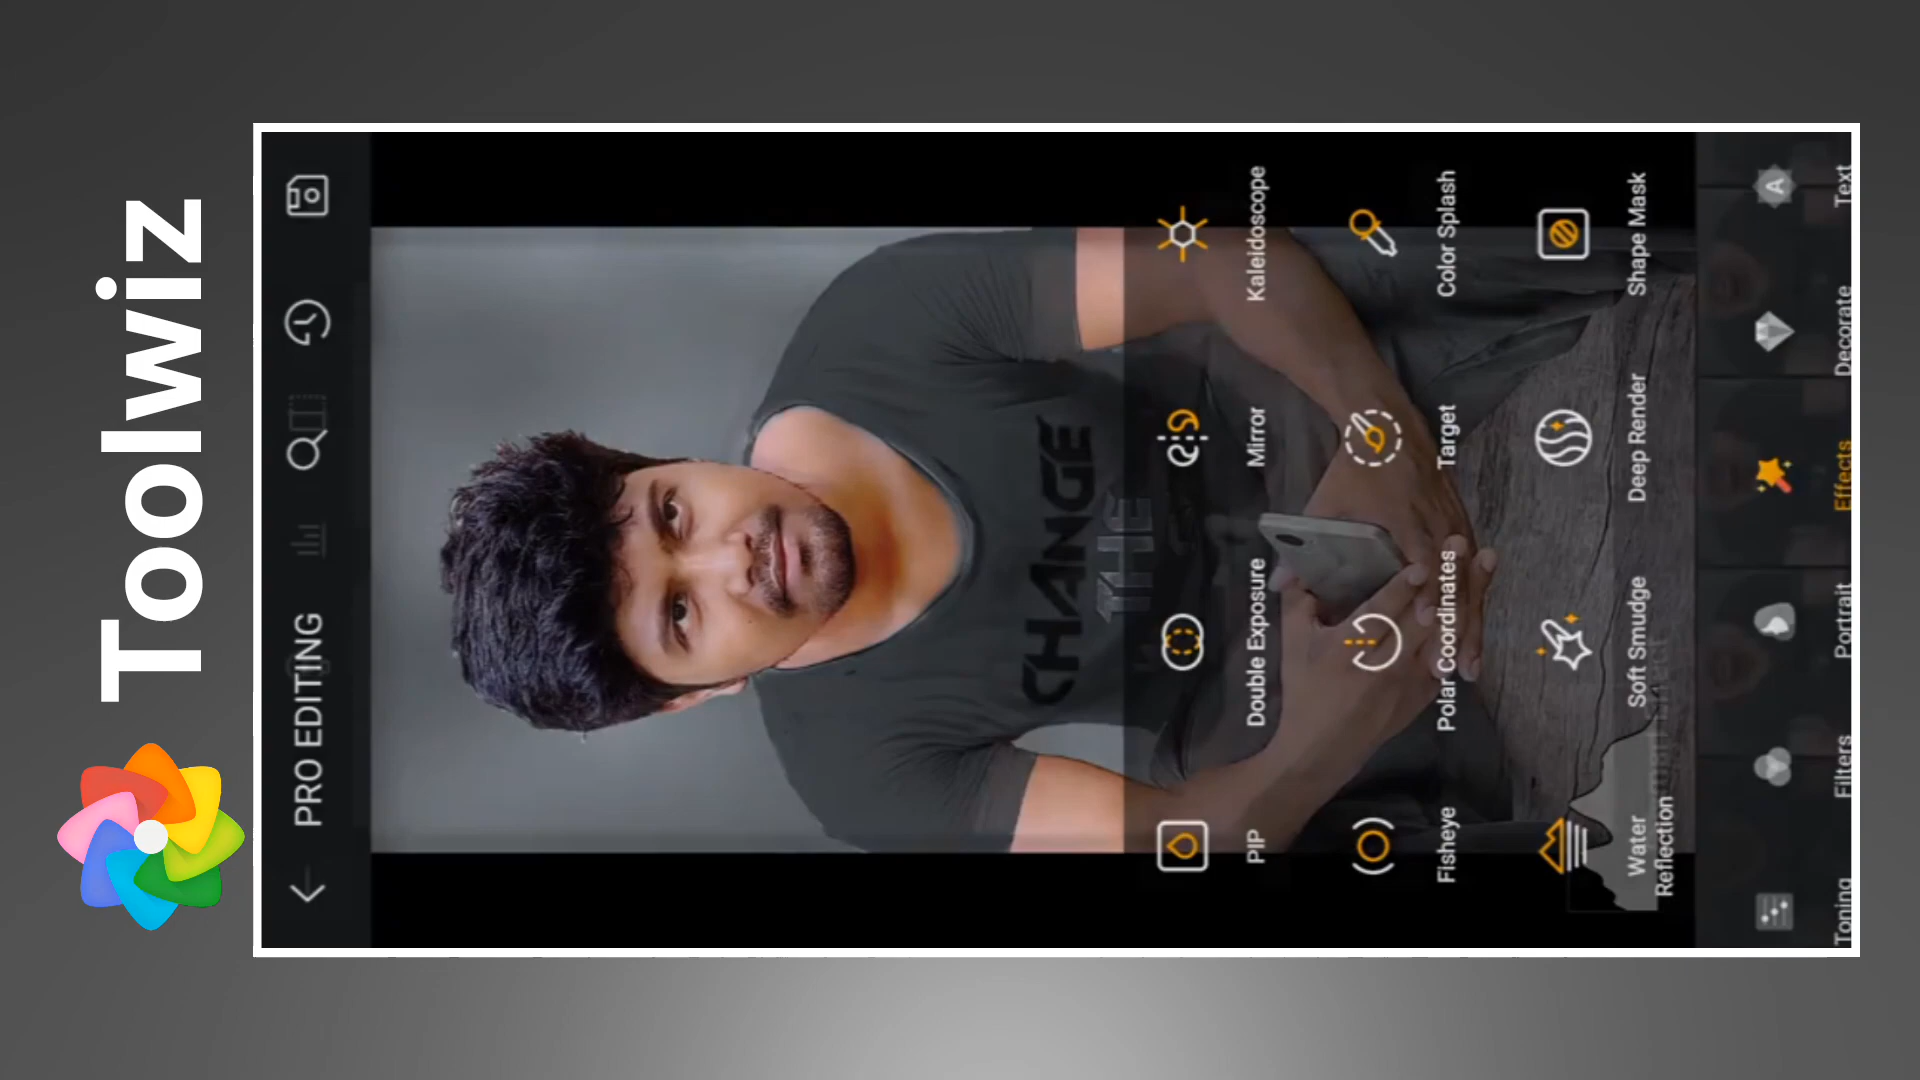 Toolwiz
PRO EDITING
CHANGE
THE
PIP
Double Exposure
Mirror
Kaleidoscope
Fisheye
Polar Coordinates
Target
Color Splash
Water
Reflection
Soft Smudge
Deep Render
Shape Mask
Toning
Filters
Portrait
Effects
Decorate
Text